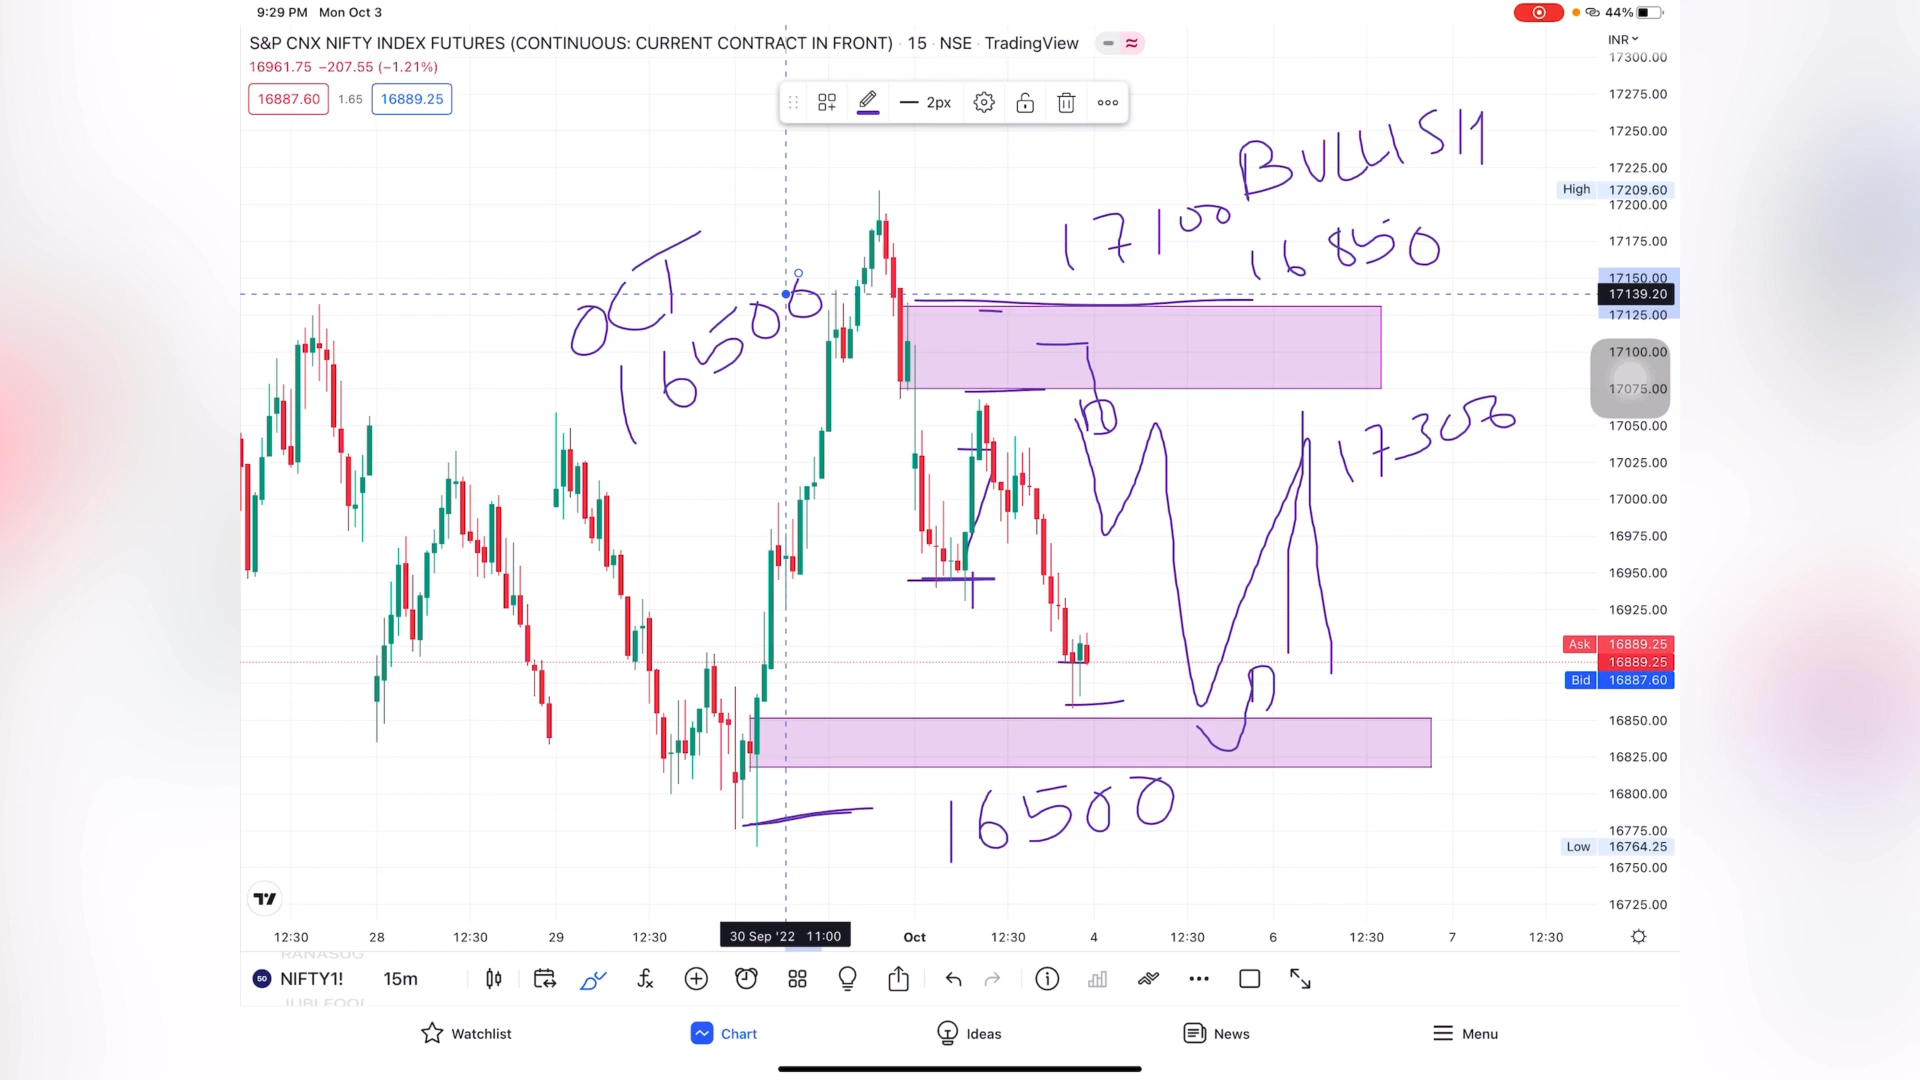 9:29 PM Mon Oct 3
44%
S&P CNX NIFTY INDEX FUTURES (CONTINUOUS: CURRENT CONTRACT IN FRONT) · 15 · NSE · TradingView
INR
16961.75 −207.55 (−1.21%)
16887.60 1.65 16889.25
2px
17300.00
17275.00
17250.00
17225.00
High 17209.60
17200.00
17175.00
17150.00
17139.20
17125.00
17100.00
17075.00
17050.00
17025.00
17000.00
16975.00
16950.00
16925.00
Ask 16889.25
16889.25
Bid 16887.60
16850.00
16825.00
16800.00
16775.00
Low 16764.25
16750.00
16725.00
BULLISH
17100
16850
OCT
16500
17300
16500
12:30 28 12:30 29 12:30 30 Sep '22 11:00 Oct 12:30 4 12:30 6 12:30 7 12:30
50 NIFTY1! 15m
Watchlist Chart Ideas News Menu